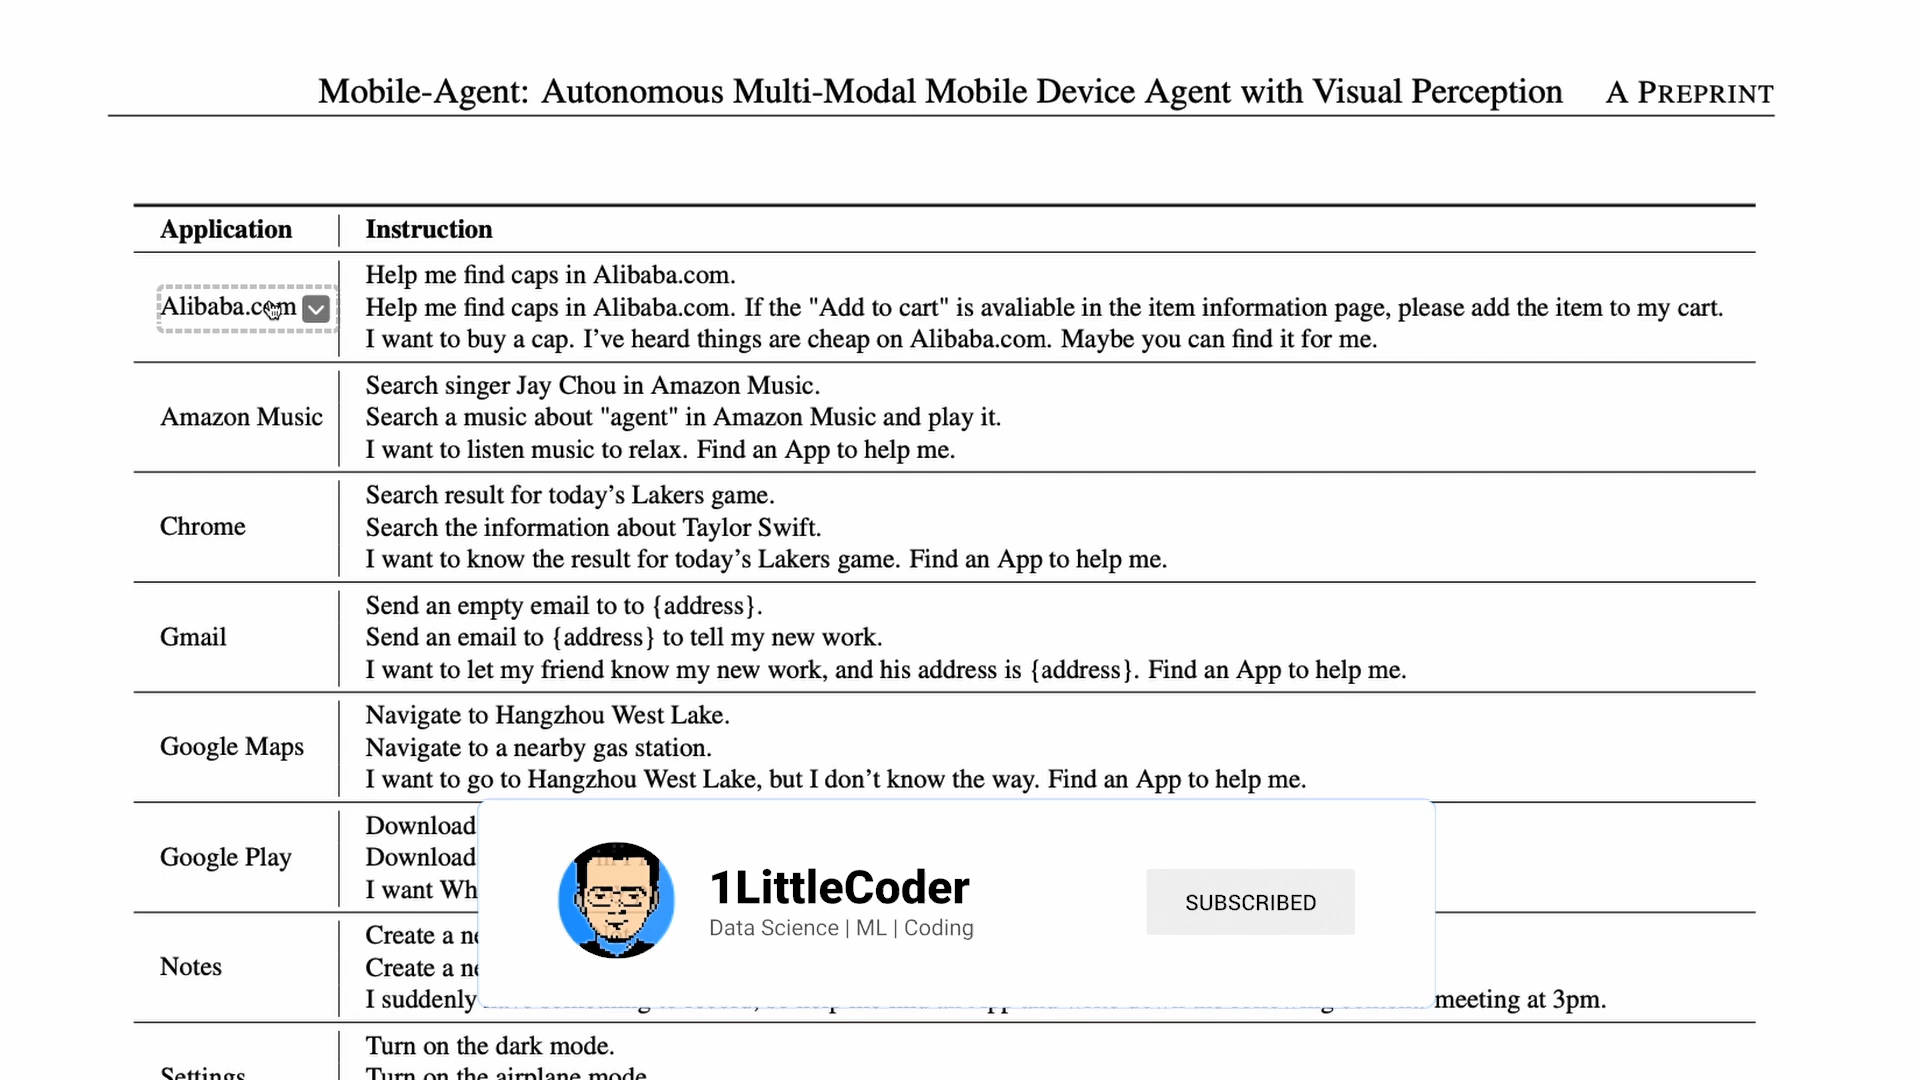 Mobile-Agent: Autonomous Multi-Modal Mobile Device Agent with Visual Perception A PREPRINT
Application Instruction
Help me find caps in Alibaba.com.
Alibaba.com Help me find caps in Alibaba.com. If the "Add to cart" is avaliable in the item information page, please add the item to my cart.
I want to buy a cap. I've heard things are cheap on Alibaba.com. Maybe you can find it for me.
Search singer Jay Chou in Amazon Music.
Amazon Music Search a music about "agent" in Amazon Music and play it.
I want to listen music to relax. Find an App to help me.
Search result for today's Lakers game.
Chrome Search the information about Taylor Swift.
I want to know the result for today's Lakers game. Find an App to help me.
Send an empty email to to {address}.
Gmail Send an email to {address} to tell my new work.
I want to let my friend know my new work, and his address is {address}. Find an App to help me.
Navigate to Hangzhou West Lake.
Google Maps Navigate to a nearby gas station.
I want to go to Hangzhou West Lake, but I don't know the way. Find an App to help me.
Download
Google Play Download
I want
Create a
Notes Create a
I suddenly meeting at 3pm.
1LittleCoder
Data Science | ML | Coding
SUBSCRIBED
Turn on the dark mode.
Settings Turn on the airplane mode